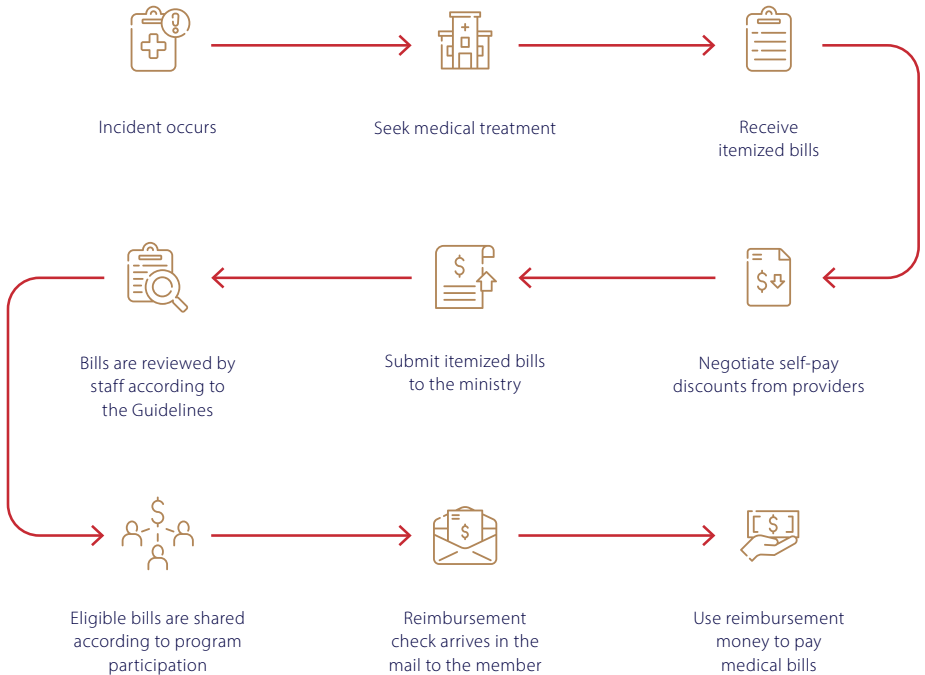 Incident occurs
Seek medical treatment
Receive
itemized bills
Negotiate self-pay
discounts from providers
Submit itemized bills
to the ministry
Bills are reviewed by
staff according to
the Guidelines
Eligible bills are shared
according to program
participation
Reimbursement
check arrives in the
mail to the member
Use reimbursement
money to pay
medical bills